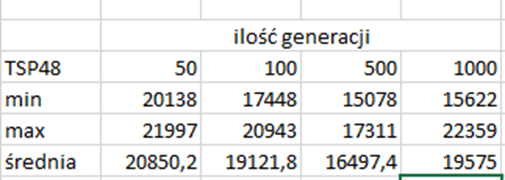 ilość generacji
TSP48 50 100 500 1000
min 20138 17448 15078 15622
max 21997 20943 17311 22359
średnia 20850,2 19121,8 16497,4 19575